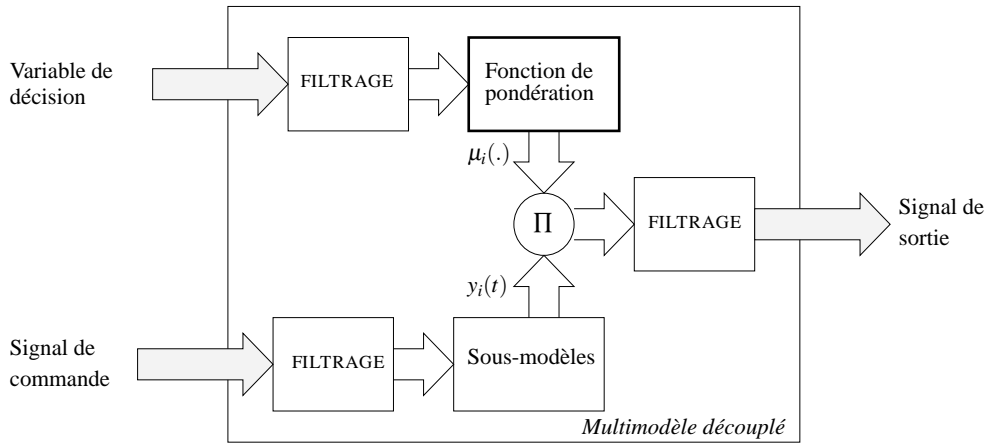 Variable de
décision
FILTRAGE
Fonction de
pondération
μi(.)
Π
FILTRAGE
Signal de
sortie
yi(t)
Signal de
commande
FILTRAGE
Sous-modèles
Multimodèle découplé